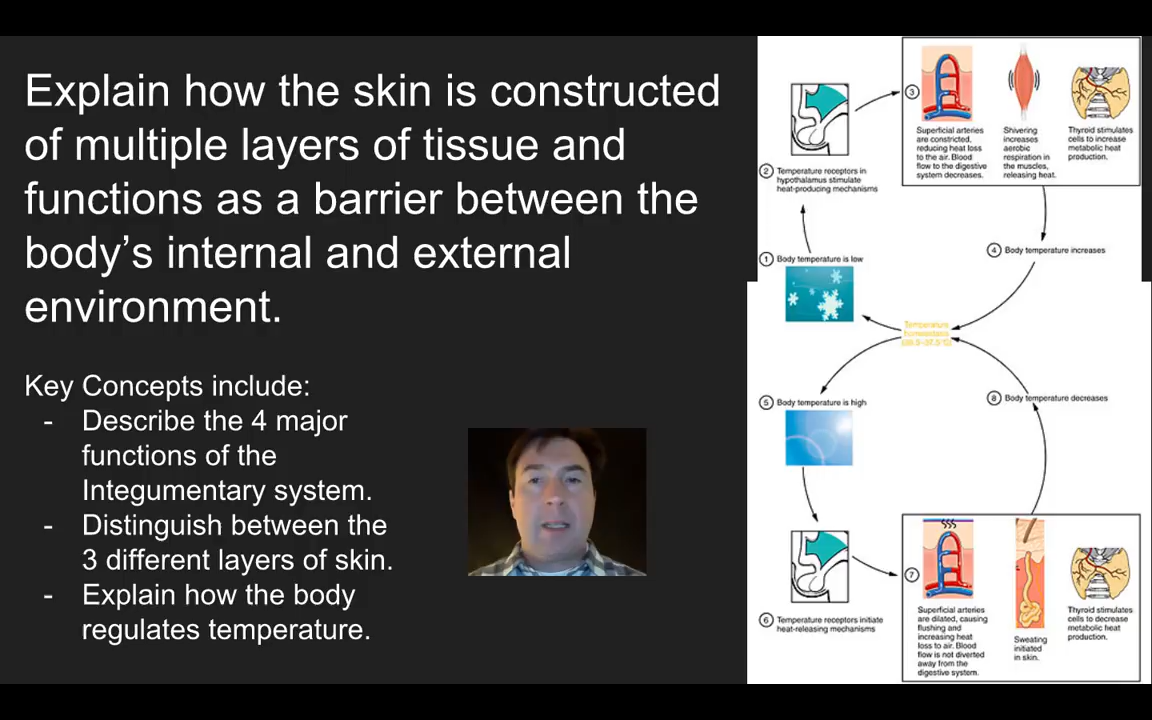 Explain how the skin is constructed
of multiple layers of tissue and
functions as a barrier between the
body’s internal and external
environment.
Key Concepts include:
- Describe the 4 major
functions of the
Integumentary system.
- Distinguish between the
3 different layers of skin.
- Explain how the body
regulates temperature.
3
Superficial arteries
are constricted,
reducing heat loss
to the air. Blood
flow to the digestive
system decreases.
Shivering
increases
aerobic
respiration in
the muscles,
releasing heat.
Thyroid stimulates
cells to increase
metabolic heat
production.
2 Temperature receptors in
hypothalamus stimulate
heat-producing mechanisms
1 Body temperature is low
4 Body temperature increases
Temperature
homeostasis
5 Body temperature is high
8 Body temperature decreases
6 Temperature receptors initiate
heat-releasing mechanisms
7
Superficial arteries
are dilated, causing
flushing and
increasing heat
loss to air. Blood
flow is not diverted
away from the
digestive system.
Sweating
initiated
in skin.
Thyroid stimulates
cells to decrease
metabolic heat
production.